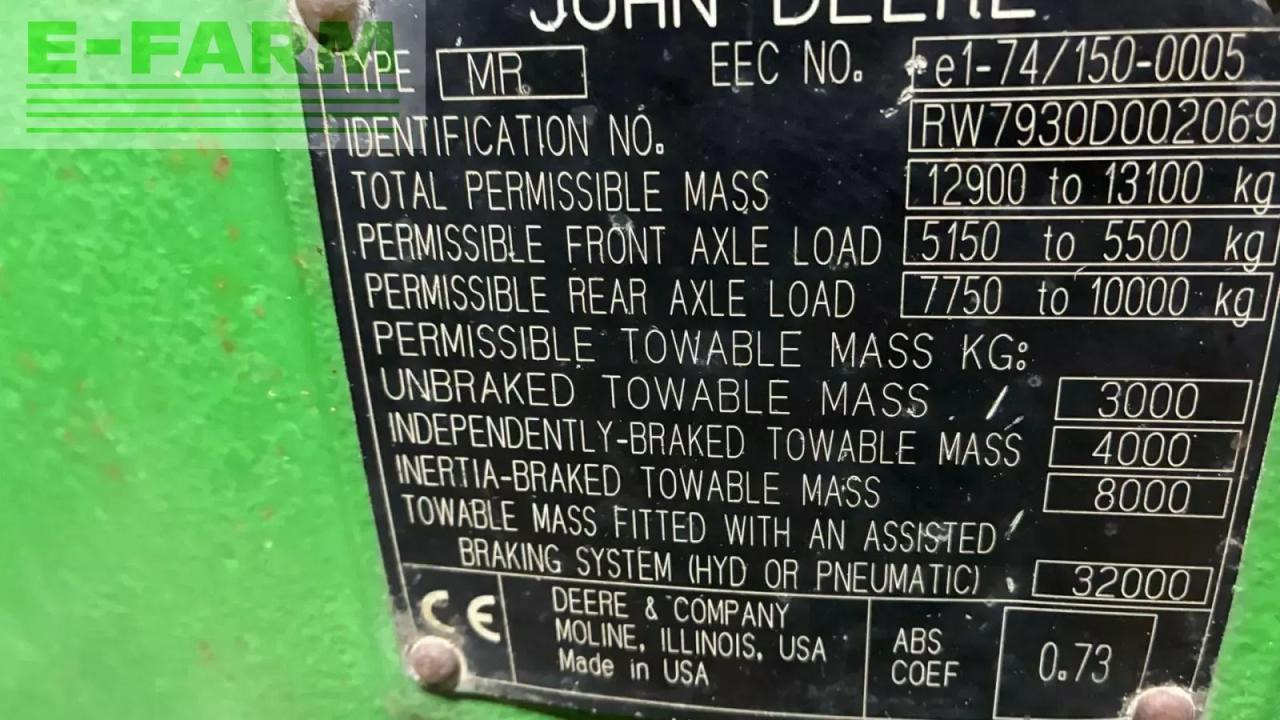 E-FARM
JOHN DEERE
TYPE MR EEC NO. e1-74/150-0005
IDENTIFICATION NO. RW7930D002069
TOTAL PERMISSIBLE MASS 12900 to 13100 kg
PERMISSIBLE FRONT AXLE LOAD 5150 to 5500 kg
PERMISSIBLE REAR AXLE LOAD 7750 to 10000 kg
PERMISSIBLE TOWABLE MASS KG:
UNBRAKED TOWABLE MASS 3000
INDEPENDENTLY-BRAKED TOWABLE MASS 4000
INERTIA-BRAKED TOWABLE MASS 8000
TOWABLE MASS FITTED WITH AN ASSISTED
BRAKING SYSTEM (HYD OR PNEUMATIC) 32000
CE
DEERE & COMPANY
MOLINE, ILLINOIS, USA
Made in USA
ABS
COEF
0.73